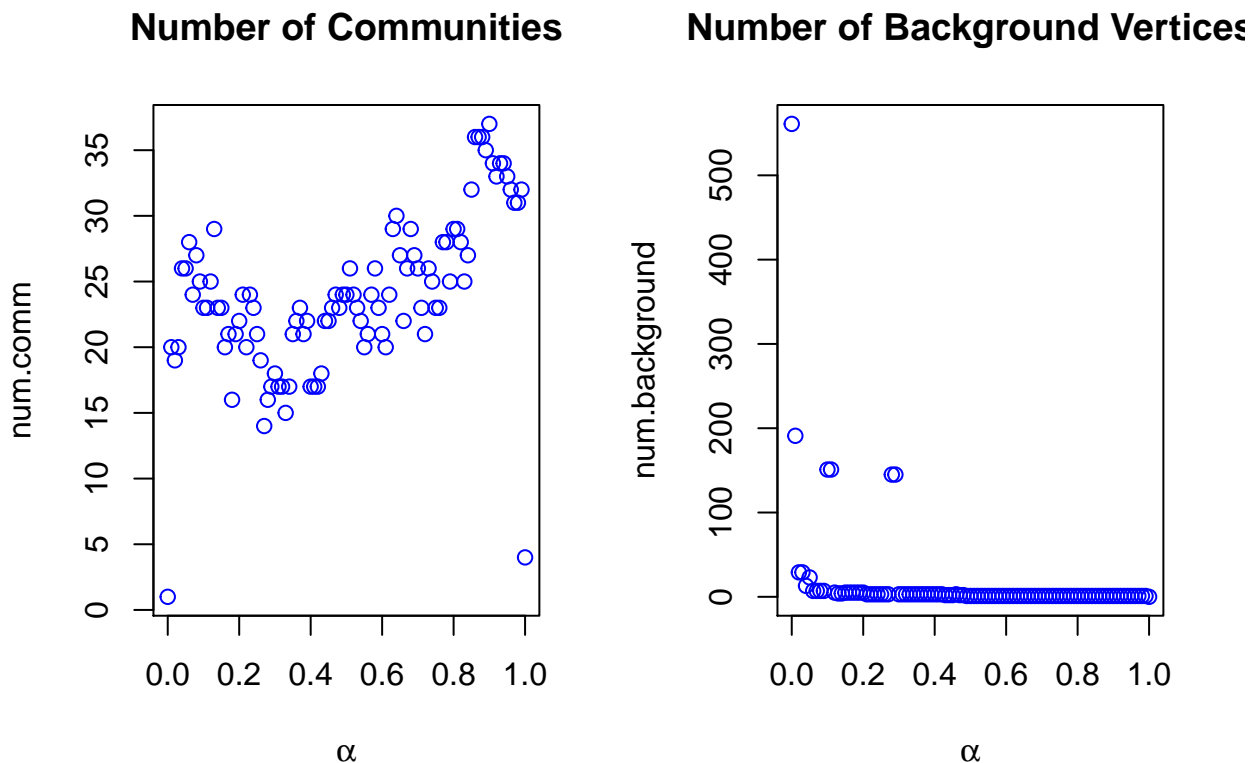 Number of Communities
num.comm
0
5
10
15
20
25
30
35
0.0 0.2 0.4 0.6 0.8 1.0
α
Number of Background Vertices
num.background
0
100
200
300
400
500
0.0 0.2 0.4 0.6 0.8 1.0
α